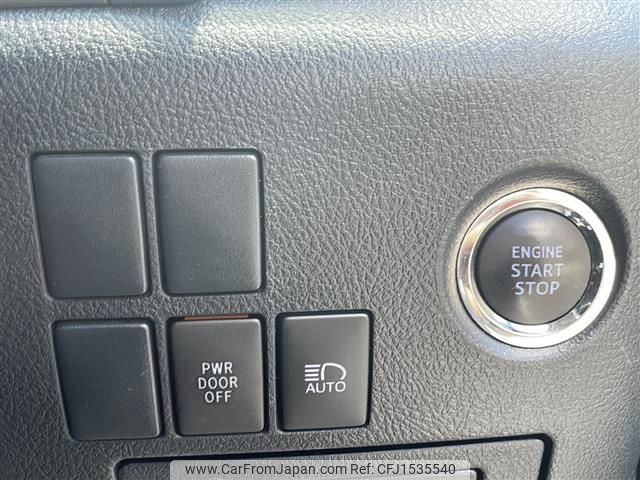 ENGINE
START
STOP
PWR
DOOR
OFF
AUTO
www.CarFromJapan.com Ref:CFJ1535540